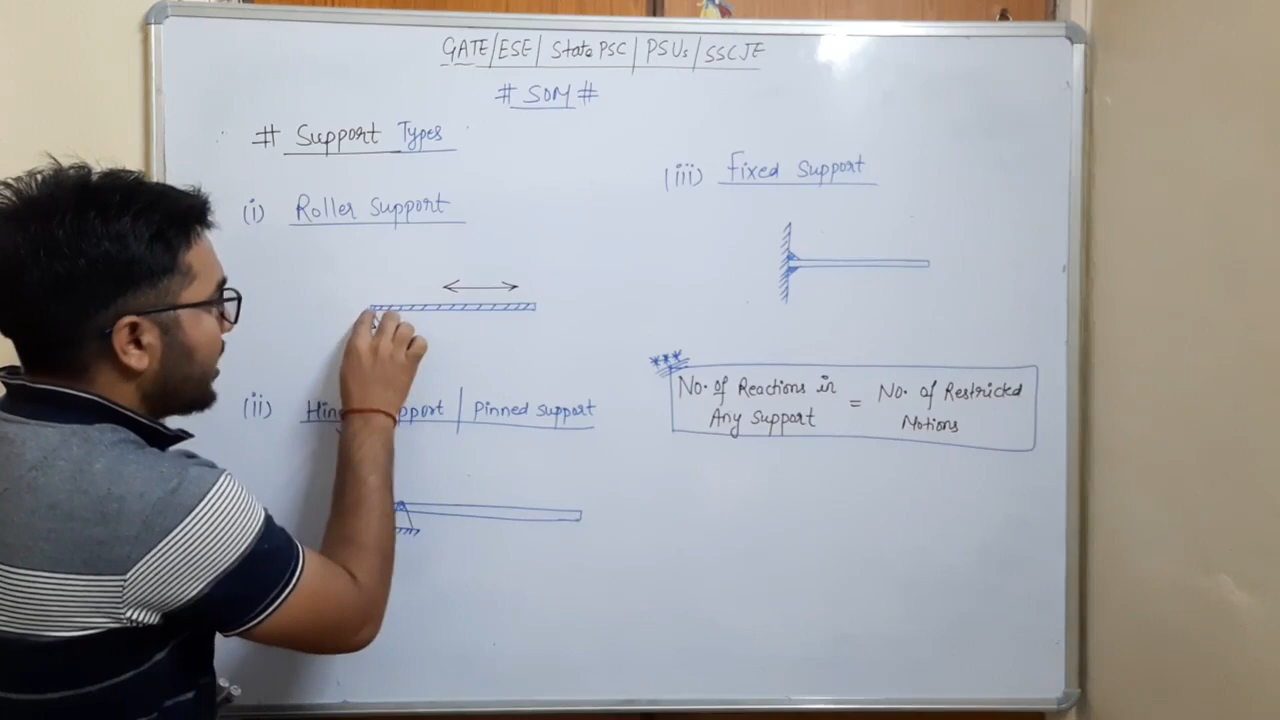 GATE/ESE/ State PSC/ PSUs/ SSCJE
# SOM #
# Support Types
(i) Roller Support
(ii) Support | Pinned support
(iii) Fixed Support
***
No. of Reactions in Any Support = No. of Restricted Motions